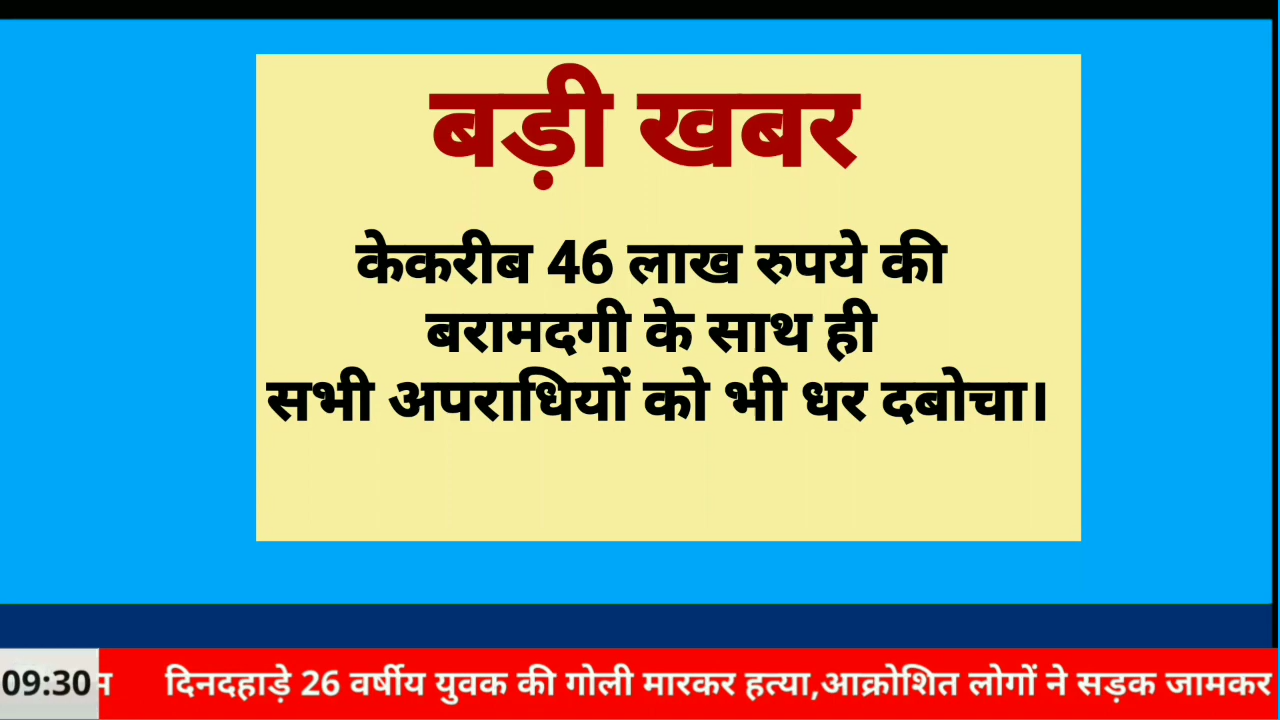 बड़ी खबर
केकरीब 46 लाख रुपये की
बरामदगी के साथ ही
सभी अपराधियों को भी धर दबोचा।
09:30 दिनदहाड़े 26 वर्षीय युवक की गोली मारकर हत्या,आक्रोशित लोगों ने सड़क जामकर